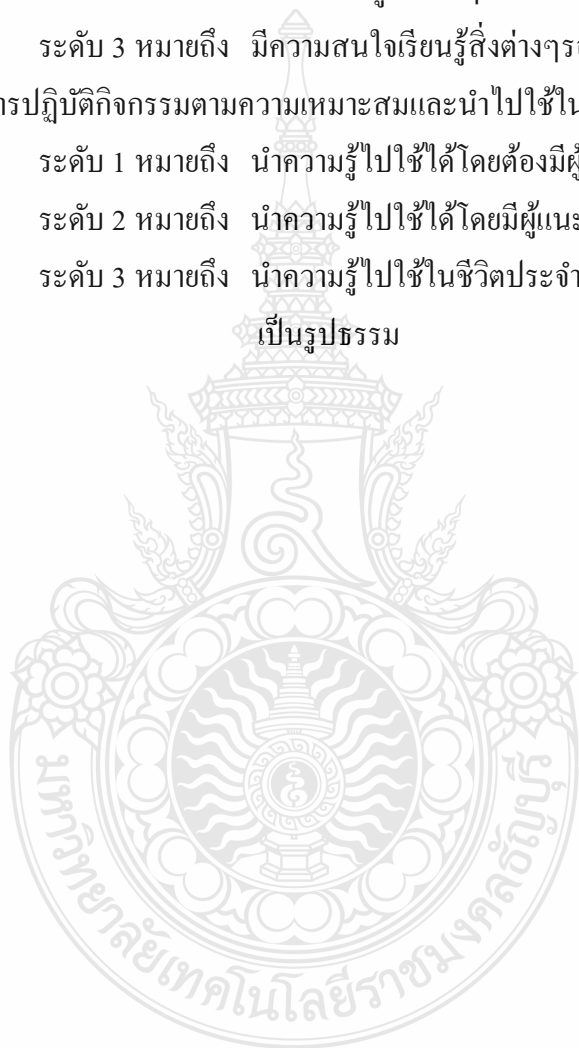 ระดับ 3 หมายถึง มีความสนใจเรียนรู้สิ่งต่างๆ
รปฏิบัติกิจกรรมตามความเหมาะสมและนำไปใช้ใน
ระดับ 1 หมายถึง นำความรู้ไปใช้ได้โดยต้องมีผู้
ระดับ 2 หมายถึง นำความรู้ไปใช้ได้โดยมีผู้แนะ
ระดับ 3 หมายถึง นำความรู้ไปใช้ในชีวิตประจำ
เป็นรูปธรรม
มหาวิทยาลัยเทคโนโลยีราชมงคลธัญบุรี